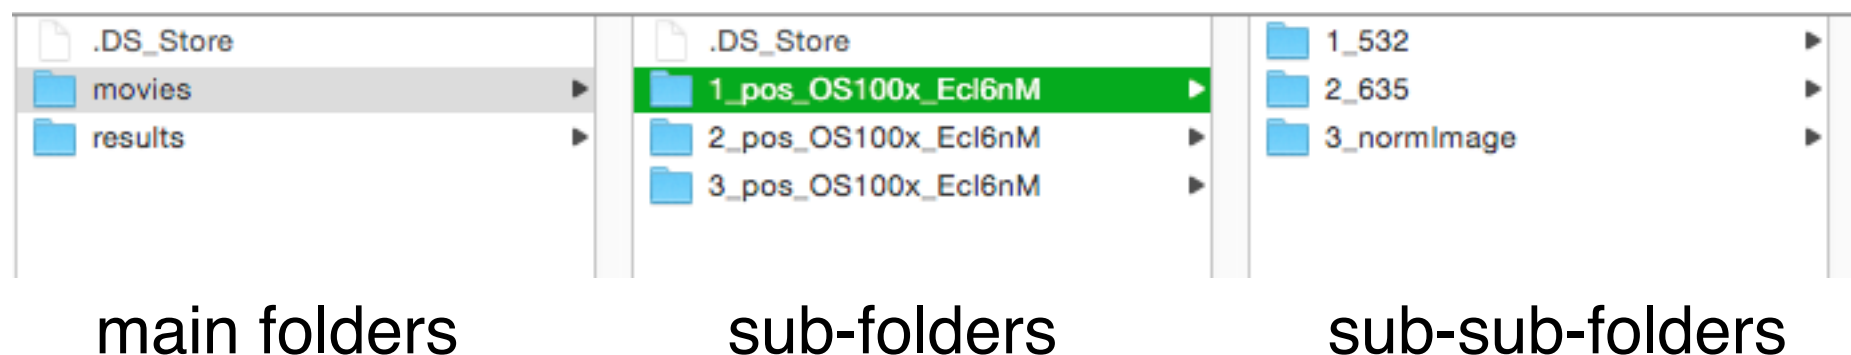 .DS_Store
movies
results
.DS_Store
1_pos_OS100x_Ecl6nM
2_pos_OS100x_Ecl6nM
3_pos_OS100x_Ecl6nM
1_532
2_635
3_normImage
main folders
sub-folders
sub-sub-folders